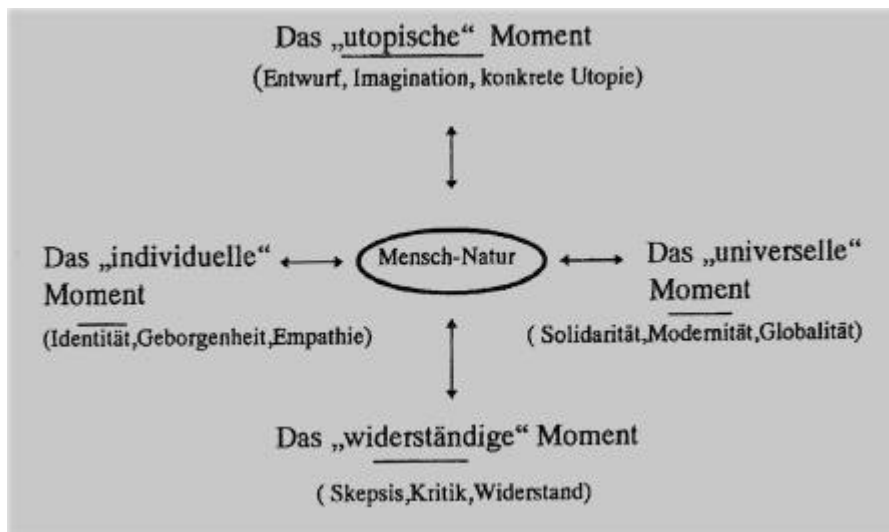 Das „utopische“ Moment
(Entwurf, Imagination, konkrete Utopie)
Das „individuelle“
Moment
(Identität,Geborgenheit,Empathie)
Mensch-Natur
Das „universelle“
Moment
( Solidarität,Modernität,Globalität)
Das „widerständige“ Moment
( Skepsis,Kritik,Widerstand)